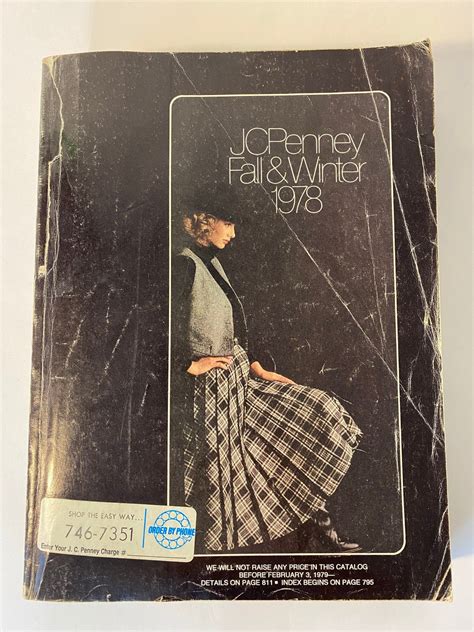 JCPenney
Fall & Winter
1978
SHOP THE EASY WAY...
746-7351
ORDER BY PHONE
Enter Your J. C. Penney Charge #
WE WILL NOT RAISE ANY PRICE IN THIS CATALOG
BEFORE FEBRUARY 3, 1979—
DETAILS ON PAGE 811 ■ INDEX BEGINS ON PAGE 795